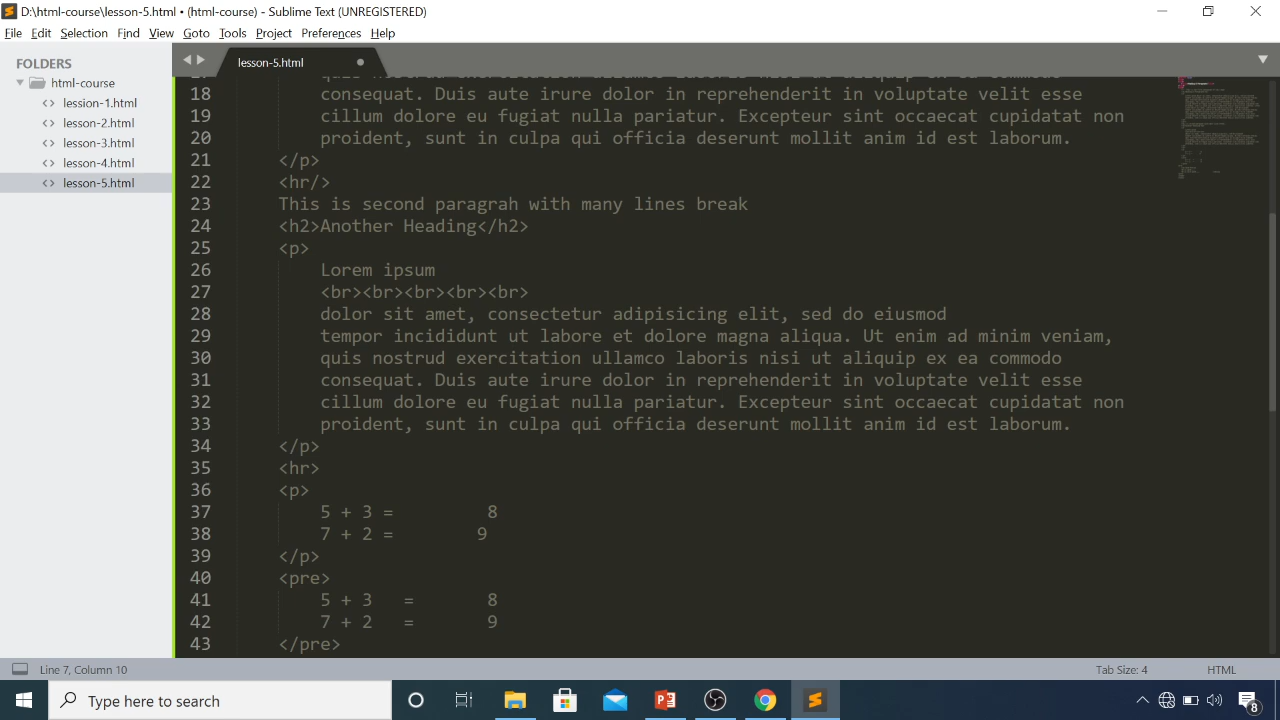 D:\html-course\lesson-5.html • (html-course) - Sublime Text (UNREGISTERED)
File Edit Selection Find View Goto Tools Project Preferences Help
FOLDERS
html-course
lession-1.html
lesson-2.html
lesson-3.html
lesson-4.html
lesson-5.html
lesson-5.html
18 consequat. Duis aute irure dolor in reprehenderit in voluptate velit esse
19 cillum dolore eu fugiat nulla pariatur. Excepteur sint occaecat cupidatat non
20 proident, sunt in culpa qui officia deserunt mollit anim id est laborum.
21 </p>
22 <hr/>
23 This is second paragrah with many lines break
24 <h2>Another Heading</h2>
25 <p>
26 Lorem ipsum
27 <br><br><br><br><br>
28 dolor sit amet, consectetur adipisicing elit, sed do eiusmod
29 tempor incididunt ut labore et dolore magna aliqua. Ut enim ad minim veniam,
30 quis nostrud exercitation ullamco laboris nisi ut aliquip ex ea commodo
31 consequat. Duis aute irure dolor in reprehenderit in voluptate velit esse
32 cillum dolore eu fugiat nulla pariatur. Excepteur sint occaecat cupidatat non
33 proident, sunt in culpa qui officia deserunt mollit anim id est laborum.
34 </p>
35 <hr>
36 <p>
37 5 + 3 =         8
38 7 + 2 =        9
39 </p>
40 <pre>
41 5 + 3   =       8
42 7 + 2   =       9
43 </pre>
Line 7, Column 10 Tab Size: 4 HTML
Type here to search
8